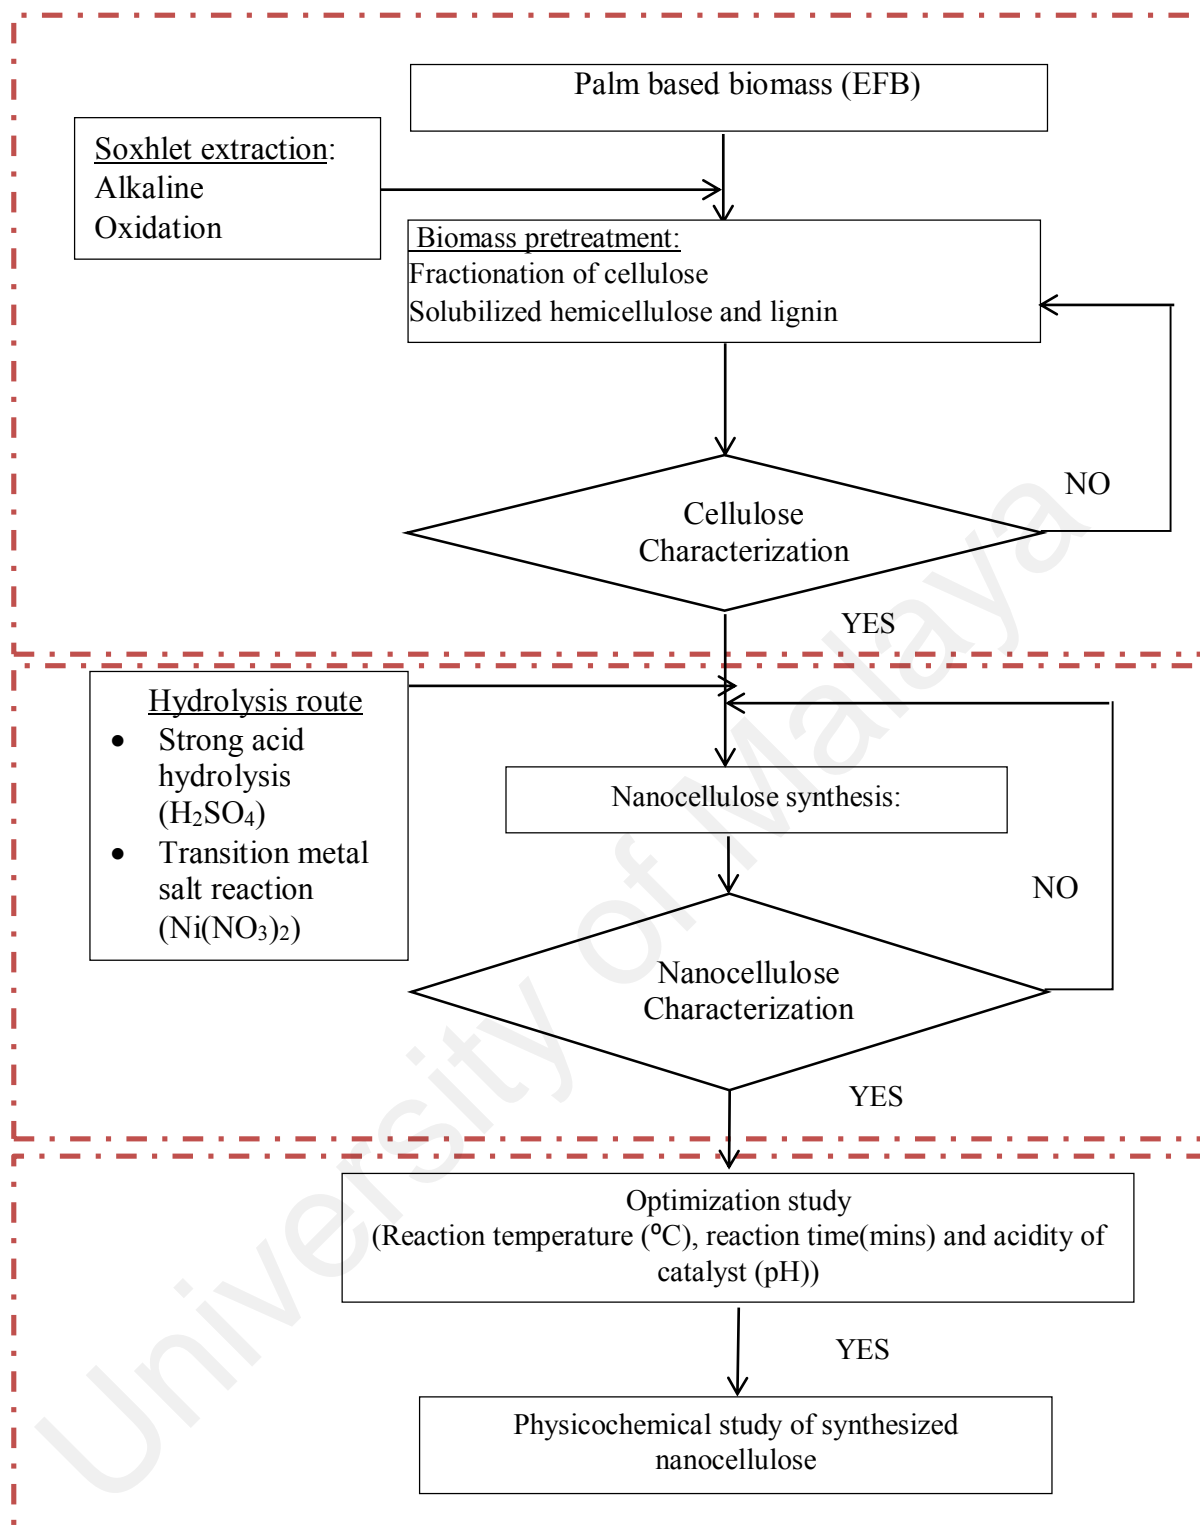 Palm based biomass (EFB)
Soxhlet extraction:
Alkaline
Oxidation
Biomass pretreatment:
Fractionation of cellulose
Solubilized hemicellulose and lignin
NO
Cellulose
Characterization
YES
Hydrolysis route
• Strong acid
hydrolysis
(H₂SO₄)
• Transition metal
salt reaction
(Ni(NO₃)₂)
Nanocellulose synthesis:
NO
Nanocellulose
Characterization
YES
Optimization study
(Reaction temperature (⁰C), reaction time(mins) and acidity of
catalyst (pH))
YES
Physicochemical study of synthesized
nanocellulose
University of Malaya